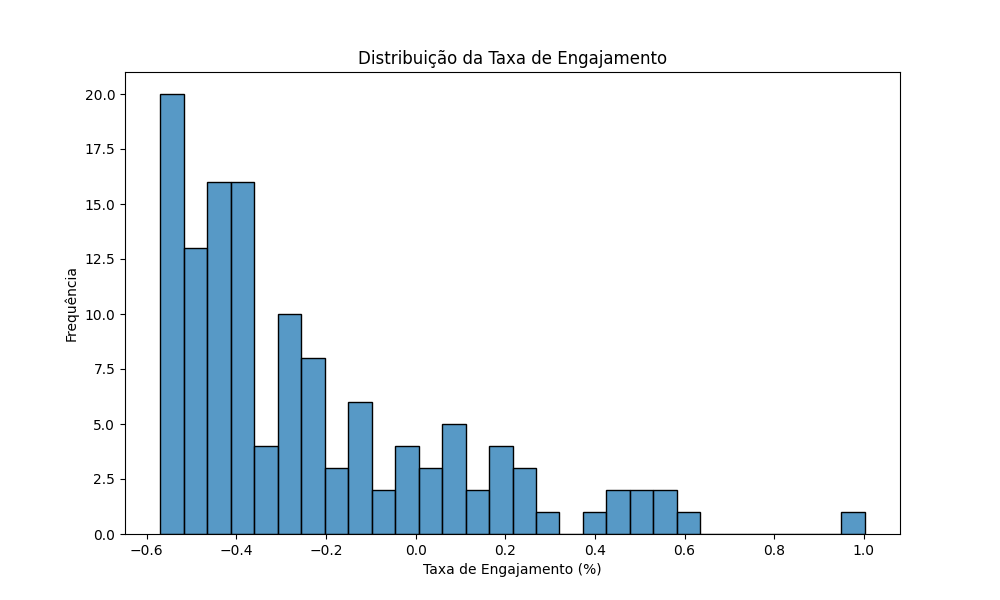 Distribuição da Taxa de Engajamento
20.0
17.5
15.0
12.5
10.0
7.5
5.0
2.5
0.0
Frequência
−0.6 −0.4 −0.2 0.0 0.2 0.4 0.6 0.8 1.0
Taxa de Engajamento (%)